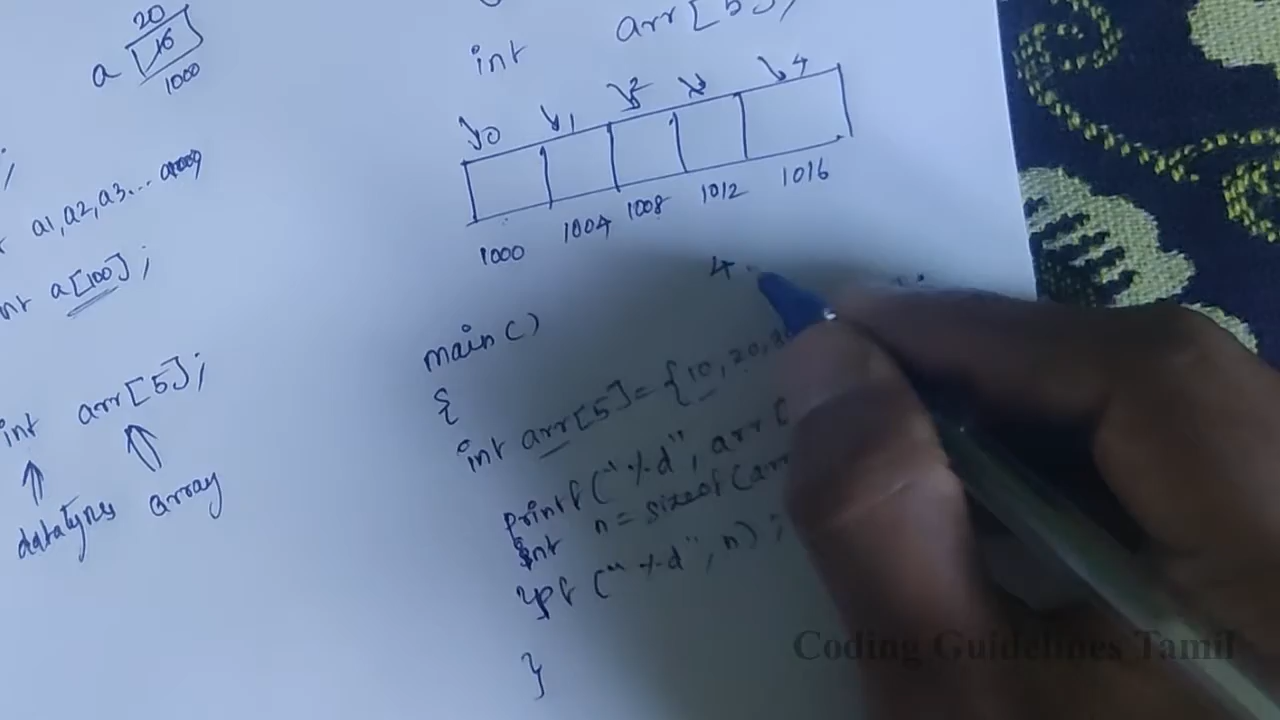 20
a 15
1000
;
a1, a2, a3...
int a[100];
int arr[5];
datatype array
int arr[5];
0 1 2 3 4
1000 1004 1008 1012 1016
4
main()
{
int arr[5]={10,20,
printf("%d", arr[
int n=sizeof(arr
pf("%d", n);
}
Coding Guidelines Tamil